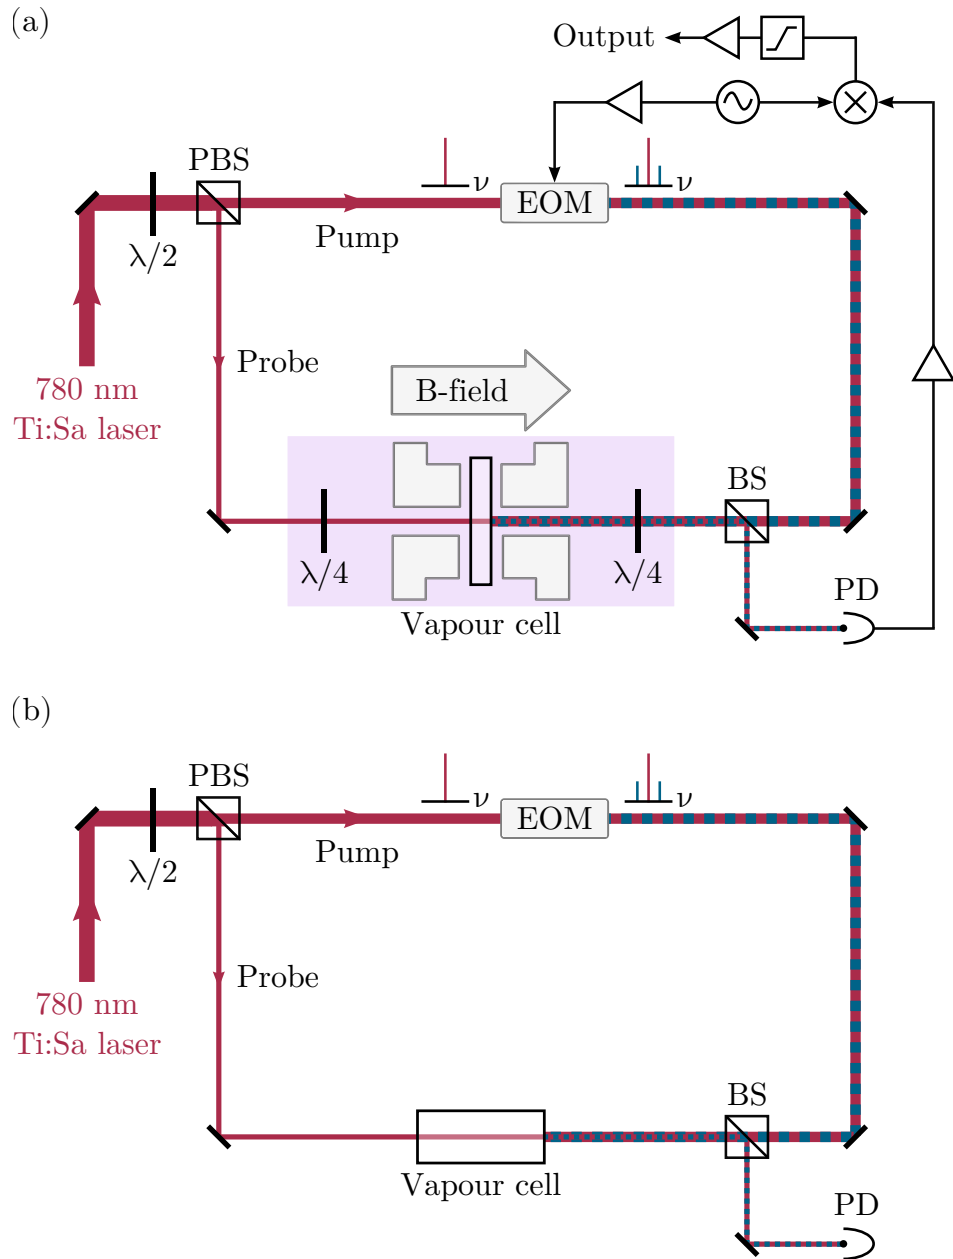 (a)
Output
PBS
ν
ν
EOM
λ/2
Pump
Probe
780 nm
Ti:Sa laser
B-field
BS
λ/4
λ/4
PD
Vapour cell
(b)
PBS
ν
ν
EOM
λ/2
Pump
Probe
780 nm
Ti:Sa laser
BS
Vapour cell
PD